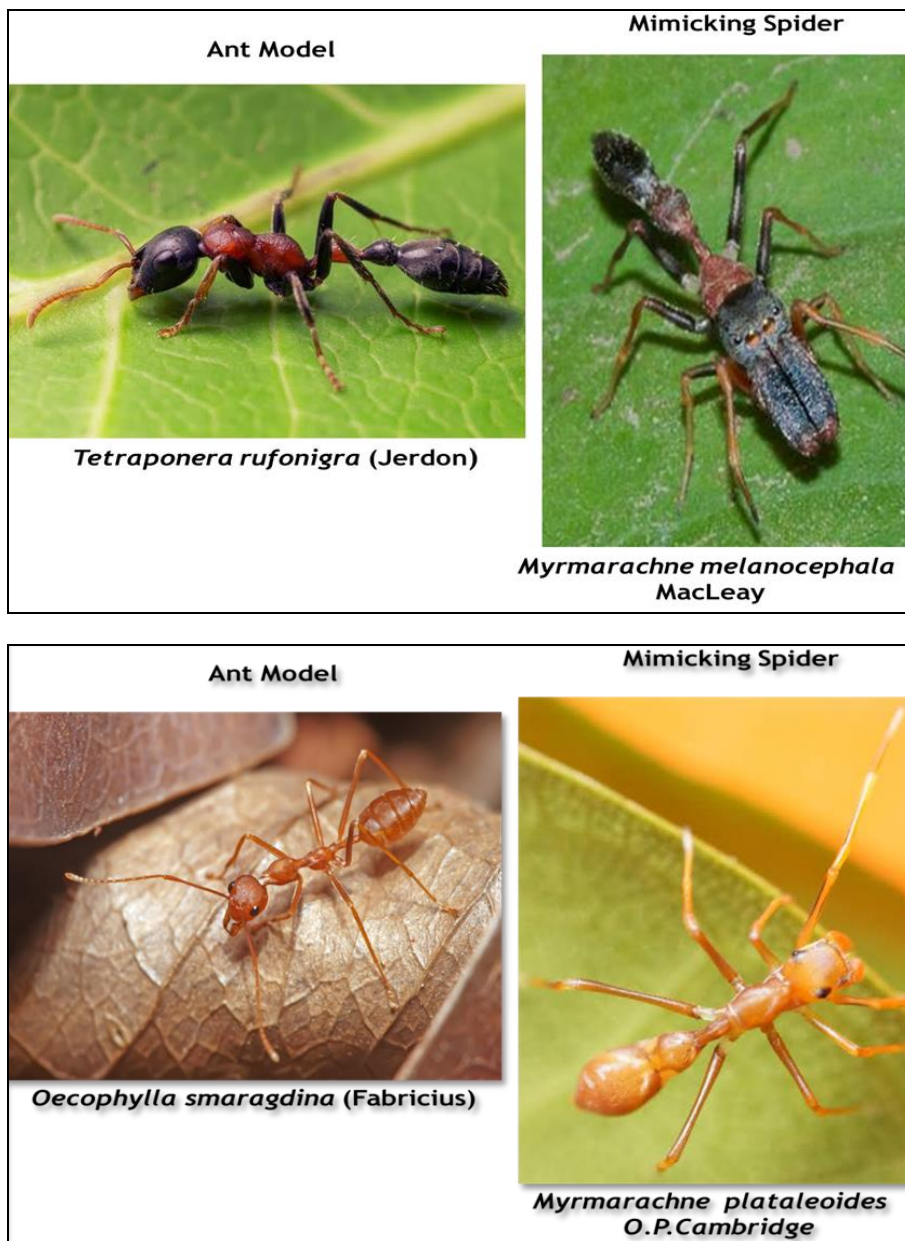 Ant Model
Mimicking Spider
Tetraponera rufonigra (Jerdon)
Myrmarachne melanocephala
MacLeay
Ant Model
Mimicking Spider
Oecophylla smaragdina (Fabricius)
Myrmarachne plataleoides
O.P.Cambridge